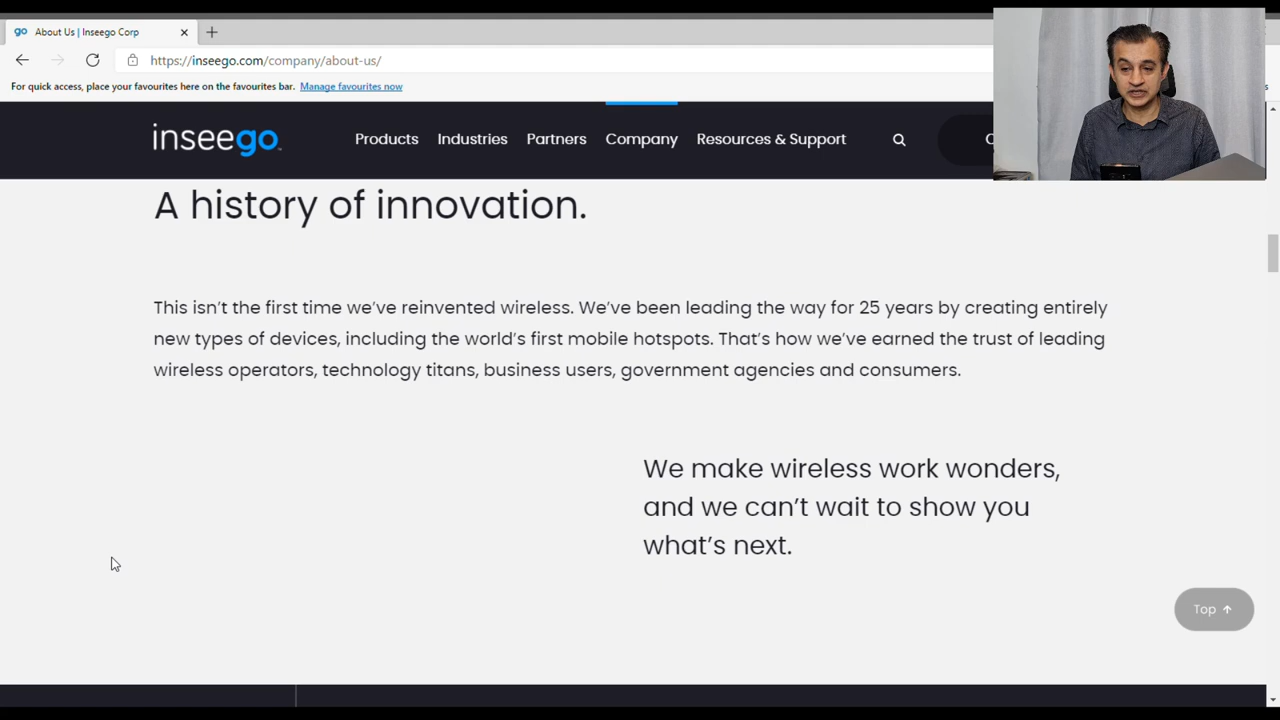 go About Us | Inseego Corp
https://inseego.com/company/about-us/
For quick access, place your favourites here on the favourites bar. Manage favourites now
inseego™ Products Industries Partners Company Resources & Support
A history of innovation.
This isn't the first time we've reinvented wireless. We've been leading the way for 25 years by creating entirely
new types of devices, including the world's first mobile hotspots. That's how we've earned the trust of leading
wireless operators, technology titans, business users, government agencies and consumers.
We make wireless work wonders,
and we can't wait to show you
what's next.
Top